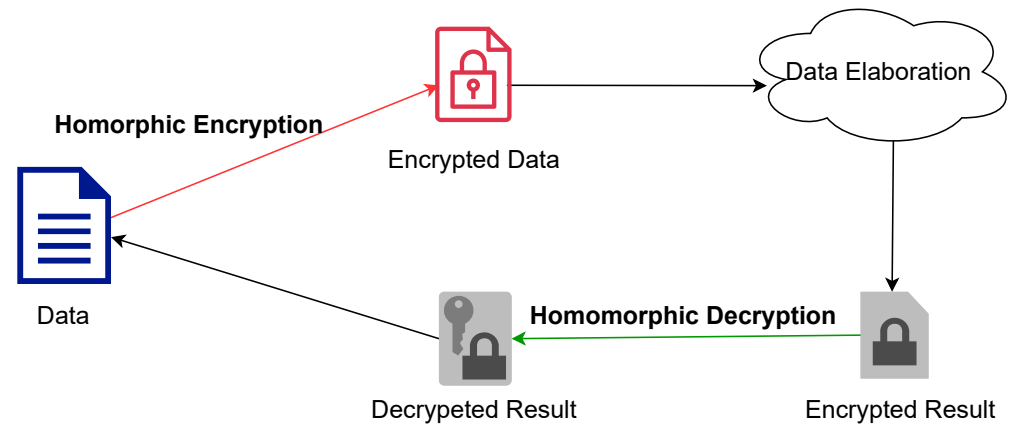 Data Elaboration
Homorphic Encryption
Encrypted Data
Data
Homomorphic Decryption
Decrypeted Result
Encrypted Result